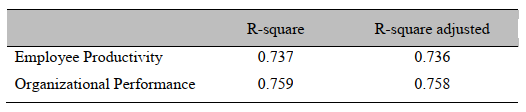 R-square R-square adjusted
Employee Productivity 0.737 0.736
Organizational Performance 0.759 0.758